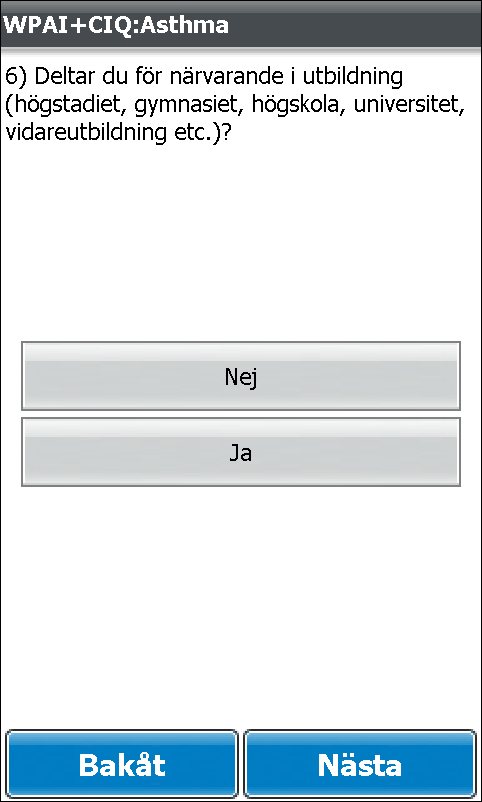 WPAI+CIQ:Asthma
6) Deltar du för närvarande i utbildning
(högstadiet, gymnasiet, högskola, universitet,
vidareutbildning etc.)?
Nej
Ja
Bakåt
Nästa